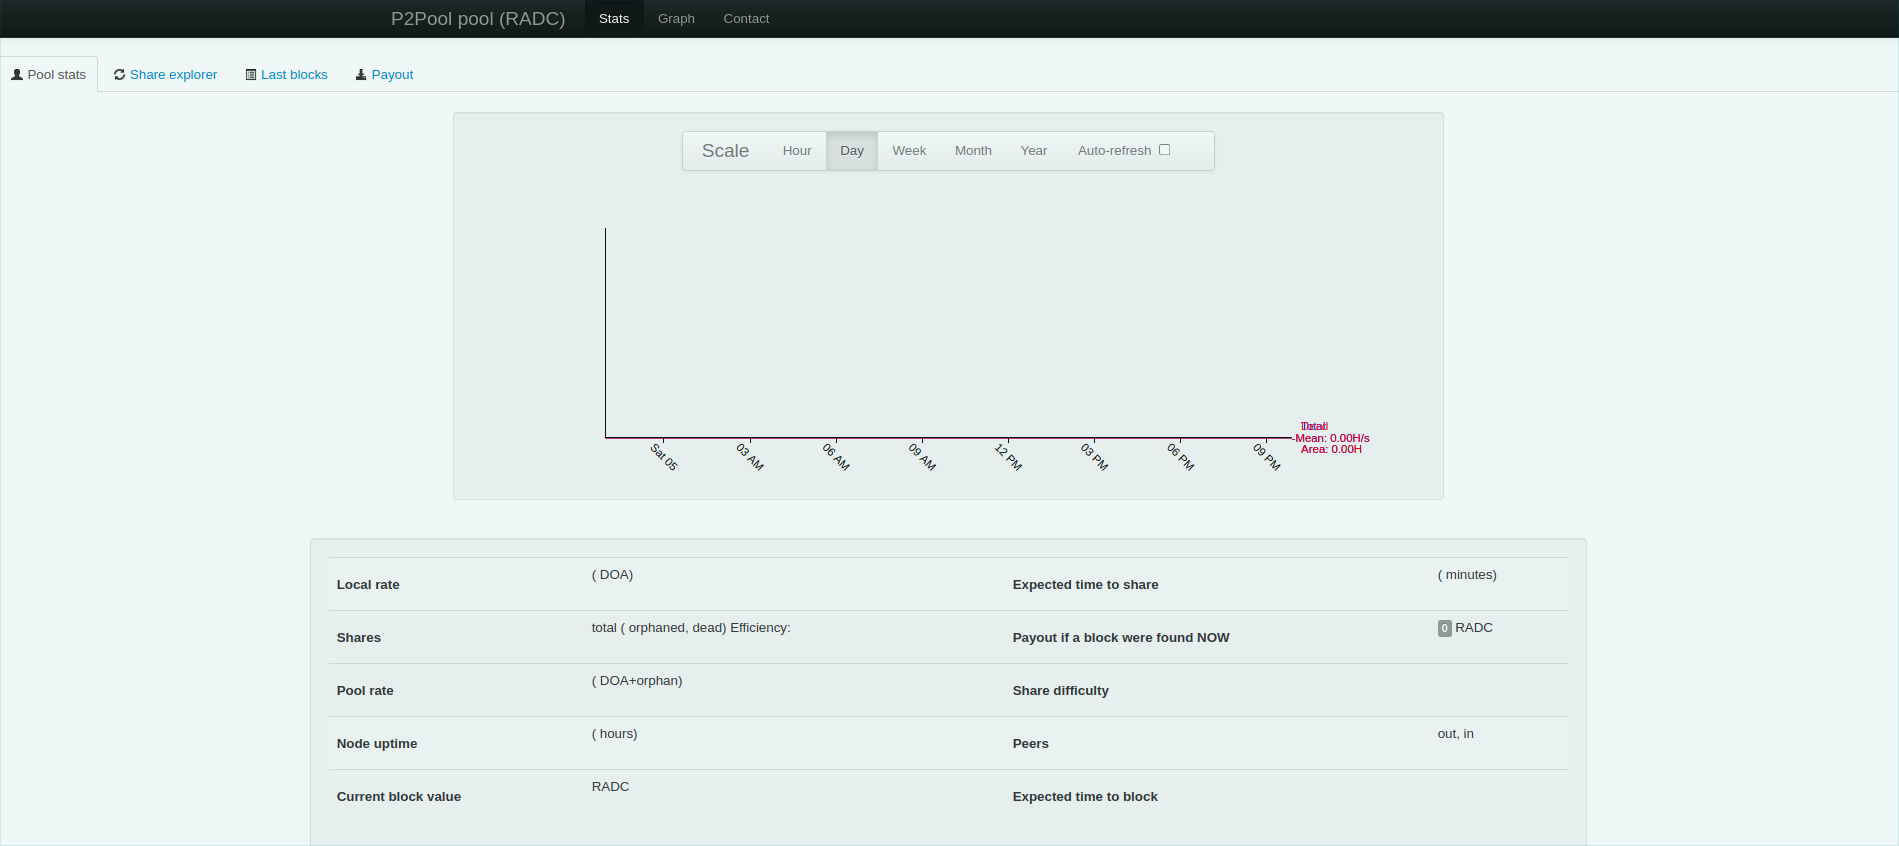 P2Pool pool (RADC) Stats Graph Contact
Pool stats Share explorer Last blocks Payout
Scale Hour Day Week Month Year Auto-refresh
Total
Mean: 0.00H/s
Area: 0.00H
Sat 05 03 AM 06 AM 09 AM 12 PM 03 PM 06 PM 09 PM
Local rate ( DOA) Expected time to share ( minutes)
Shares total ( orphaned, dead) Efficiency: Payout if a block were found NOW 0 RADC
Pool rate ( DOA+orphan) Share difficulty
Node uptime ( hours) Peers out, in
Current block value RADC Expected time to block